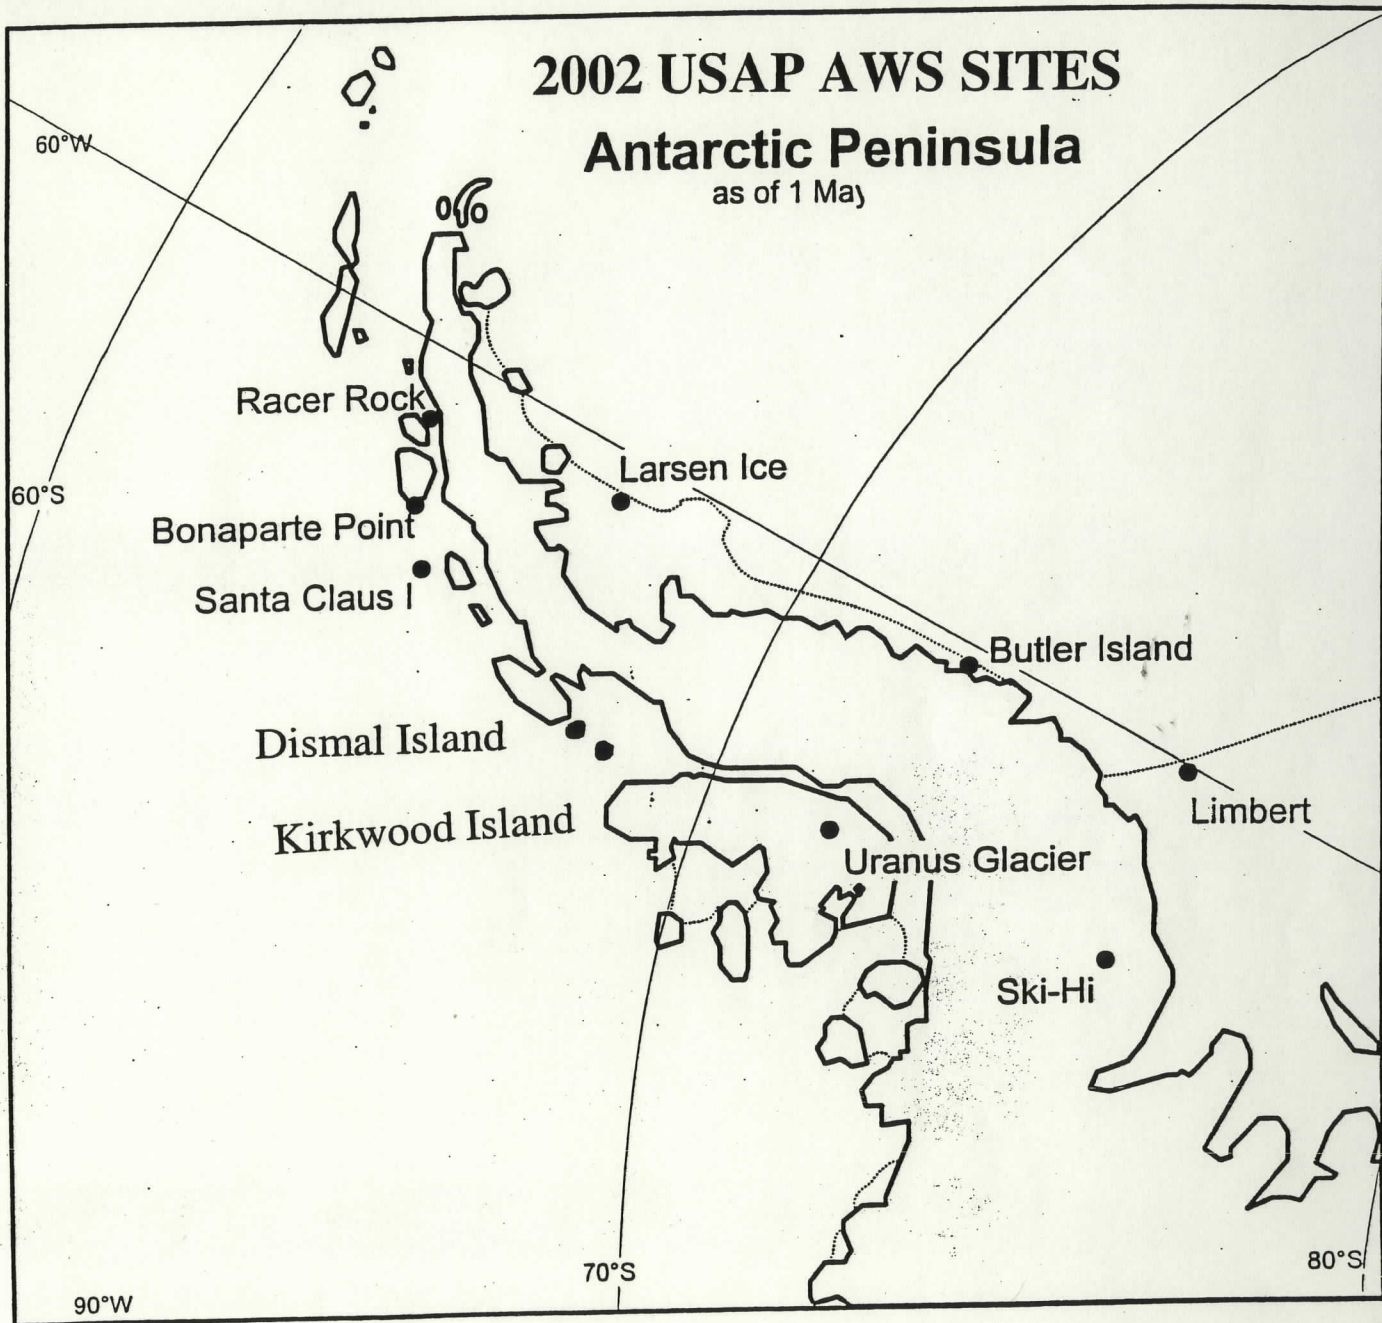 2002 USAP AWS SITES
Antarctic Peninsula
as of 1 May
60°W
Racer Rock
Larsen Ice
60°S
Bonaparte Point
Santa Claus I
Butler Island
Dismal Island
Limbert
Kirkwood Island
Uranus Glacier
Ski-Hi
70°S
80°S
90°W